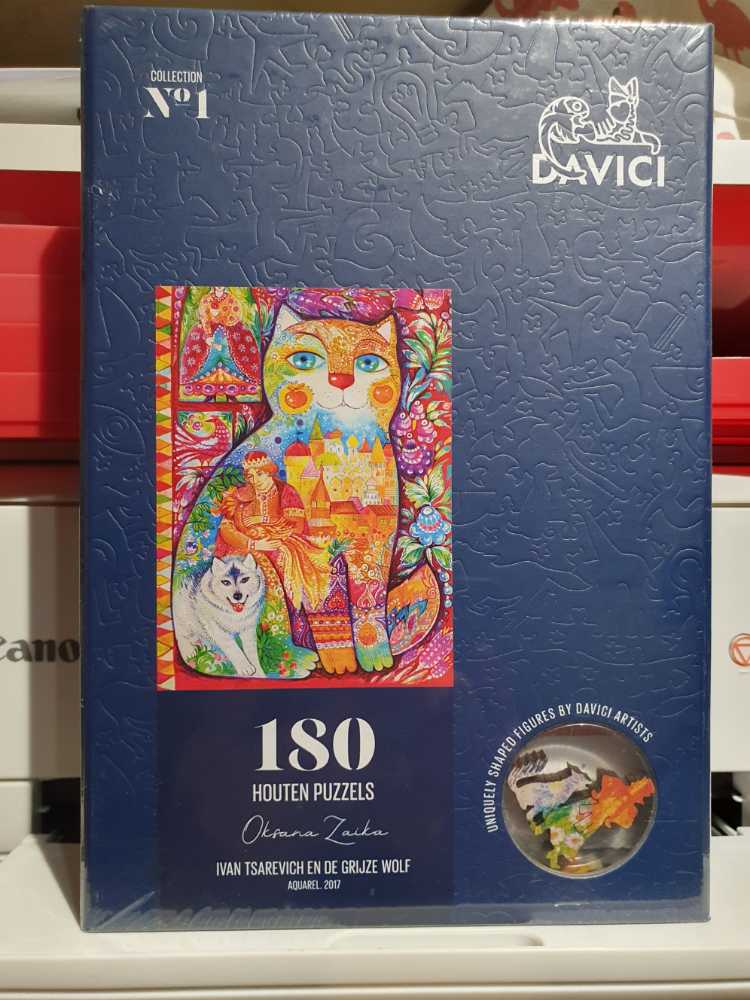 COLLECTION
Nº1
DAVICI
180
HOUTEN PUZZELS
Oksana Zaika
IVAN TSAREVICH EN DE GRIJZE WOLF
AQUAREL. 2017
UNIQUELY SHAPED FIGURES BY DAVICI ARTISTS
anon